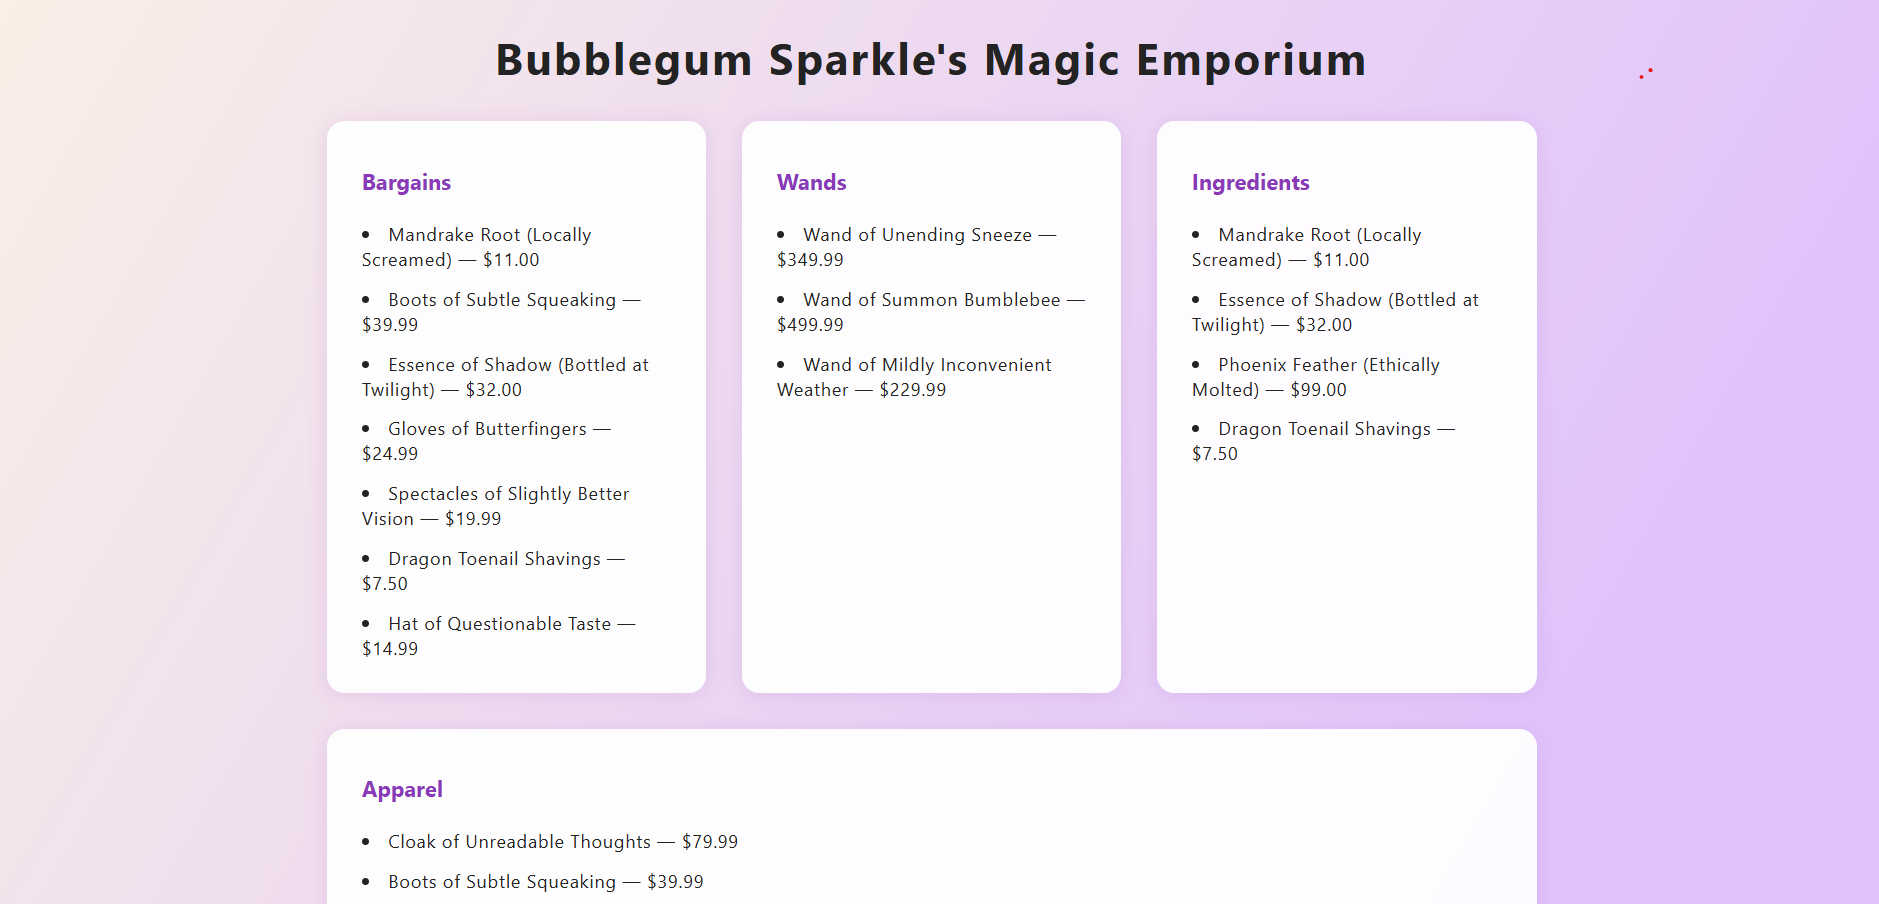 Bubblegum Sparkle's Magic Emporium
Bargains
• Mandrake Root (Locally
Screamed) — $11.00
• Boots of Subtle Squeaking —
$39.99
• Essence of Shadow (Bottled at
Twilight) — $32.00
• Gloves of Butterfingers —
$24.99
• Spectacles of Slightly Better
Vision — $19.99
• Dragon Toenail Shavings —
$7.50
• Hat of Questionable Taste —
$14.99
Wands
• Wand of Unending Sneeze —
$349.99
• Wand of Summon Bumblebee —
$499.99
• Wand of Mildly Inconvenient
Weather — $229.99
Ingredients
• Mandrake Root (Locally
Screamed) — $11.00
• Essence of Shadow (Bottled at
Twilight) — $32.00
• Phoenix Feather (Ethically
Molted) — $99.00
• Dragon Toenail Shavings —
$7.50
Apparel
• Cloak of Unreadable Thoughts — $79.99
• Boots of Subtle Squeaking — $39.99